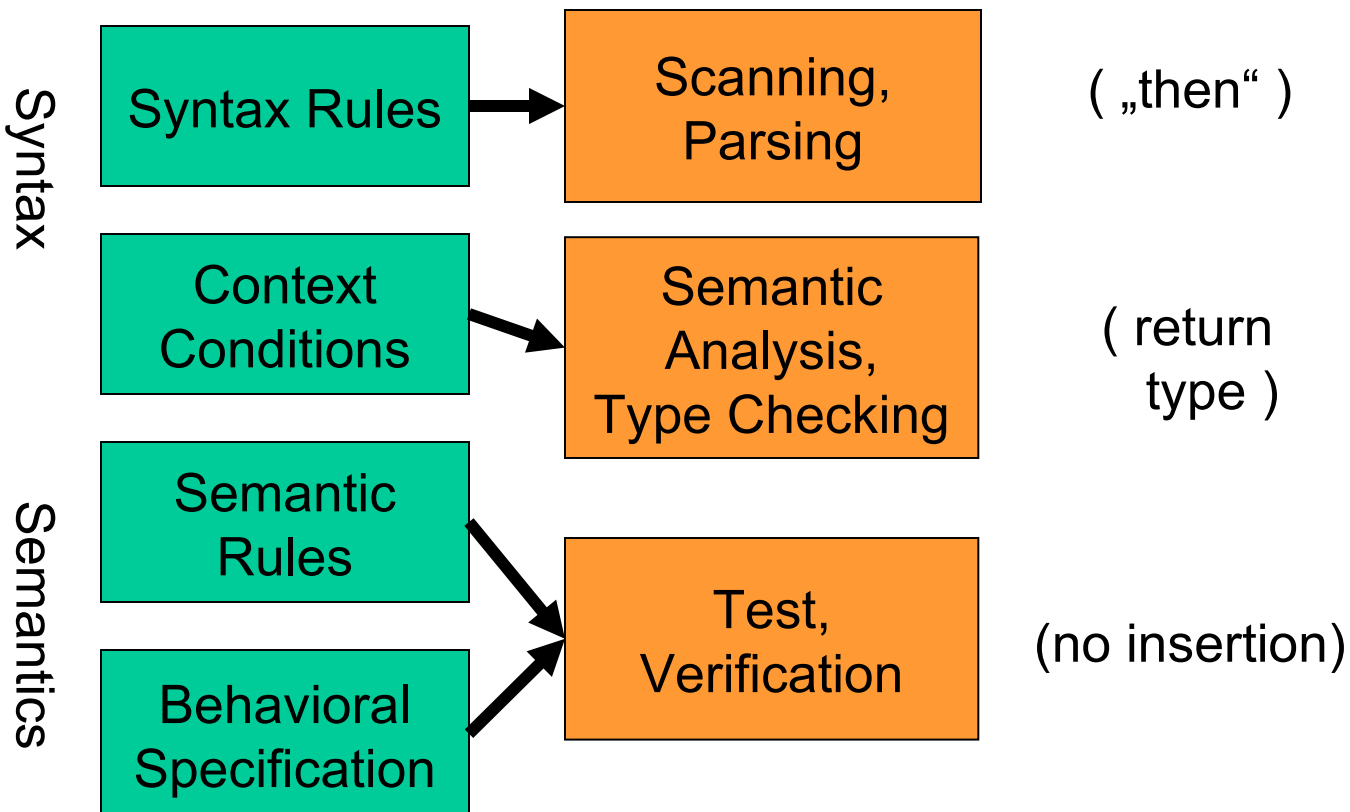 Syntax
Syntax Rules
Scanning,
Parsing
( „then“ )
Context
Conditions
Semantic
Analysis,
Type Checking
( return
type )
Semantics
Semantic
Rules
Behavioral
Specification
Test,
Verification
(no insertion)